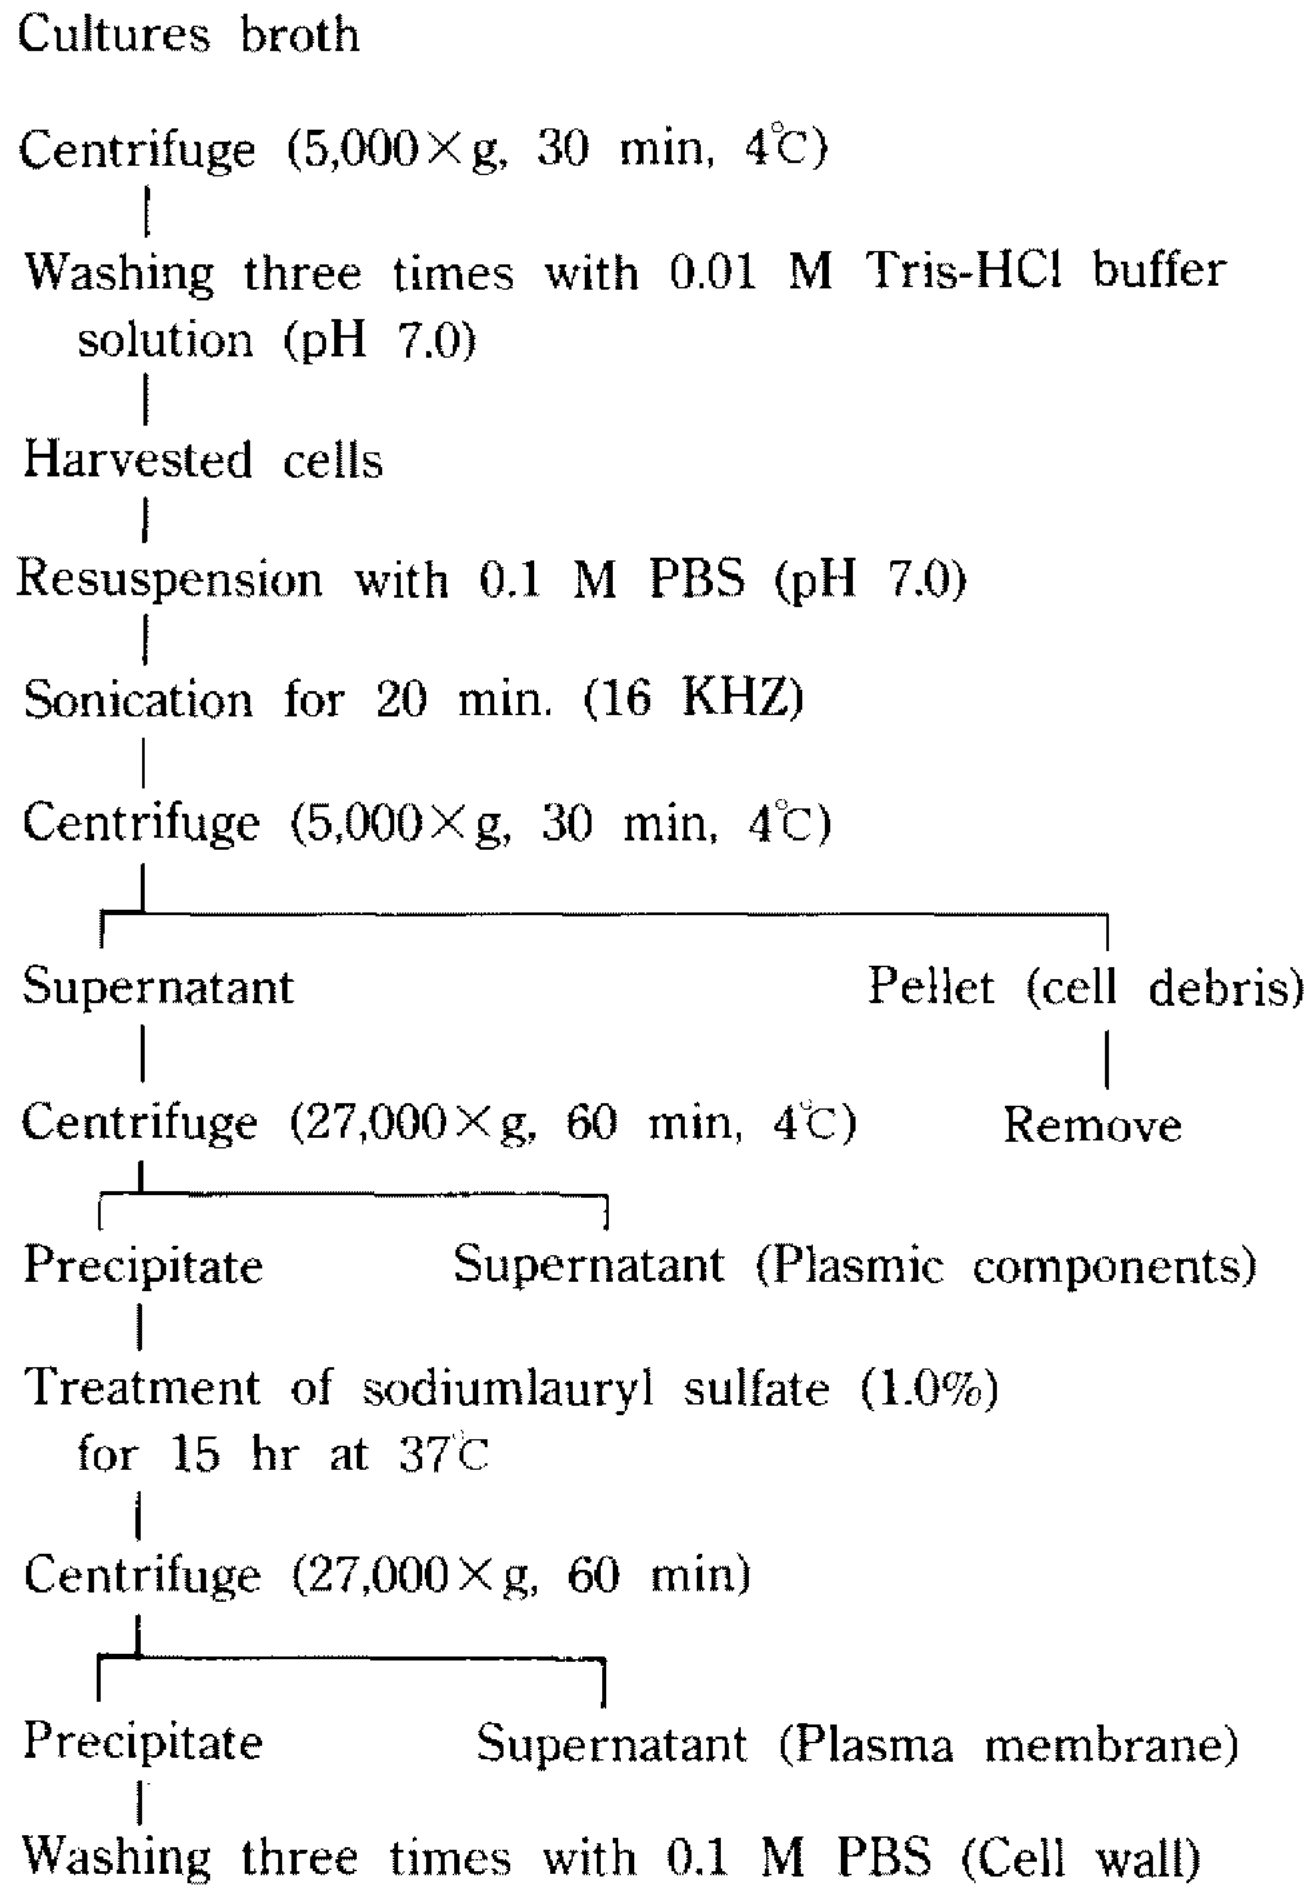 Cultures broth
Centrifuge (5,000×g, 30 min, 4℃)
Washing three times with 0.01 M Tris-HCl buffer
solution (pH 7.0)
Harvested cells
Resuspension with 0.1 M PBS (pH 7.0)
Sonication for 20 min. (16 KHZ)
Centrifuge (5,000×g, 30 min, 4℃)
Supernatant Pellet (cell debris)
Centrifuge (27,000×g, 60 min, 4℃) Remove
Precipitate Supernatant (Plasmic components)
Treatment of sodiumlauryl sulfate (1.0%)
for 15 hr at 37℃
Centrifuge (27,000×g, 60 min)
Precipitate Supernatant (Plasma membrane)
Washing three times with 0.1 M PBS (Cell wall)